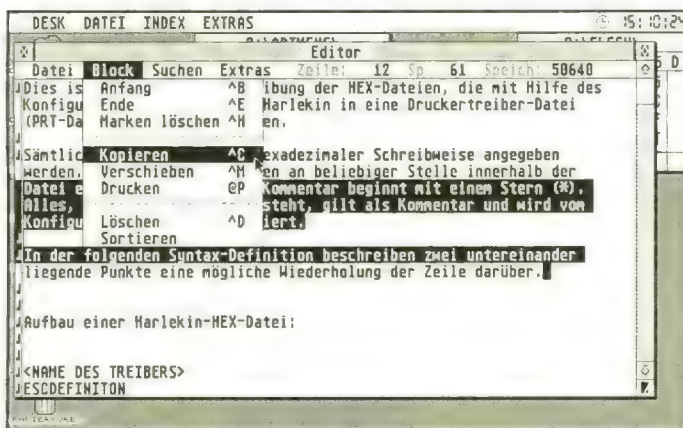 DESK DATEI INDEX EXTRAS
Editor
Datei Block Suchen Extras Zeile: 12 Sp 61 Speich: 50640
Dies is Anfang ^B ibung der HEX-Dateien, die mit Hilfe des
Konfigu Ende ^E Harlekin in eine Druckertreiber-Datei
(PRT-Da Marken löschen ^H en.
Sämtlic Kopieren ^C exadezimaler Schreibweise angegeben
werden. Verschieben ^M en an beliebiger Stelle innerhalb der
Datei e Drucken @P Kommentar beginnt mit einem Stern (*).
Alles, steht, gilt als Kommentar und wird vom
Konfigu Löschen ^D iert.
Sortieren
In der folgenden Syntax-Definition beschreiben zwei untereinander
liegende Punkte eine mögliche Wiederholung der Zeile darüber.
Aufbau einer Harlekin-HEX-Datei:
<NAME DES TREIBERS>
ESCDEFINITON